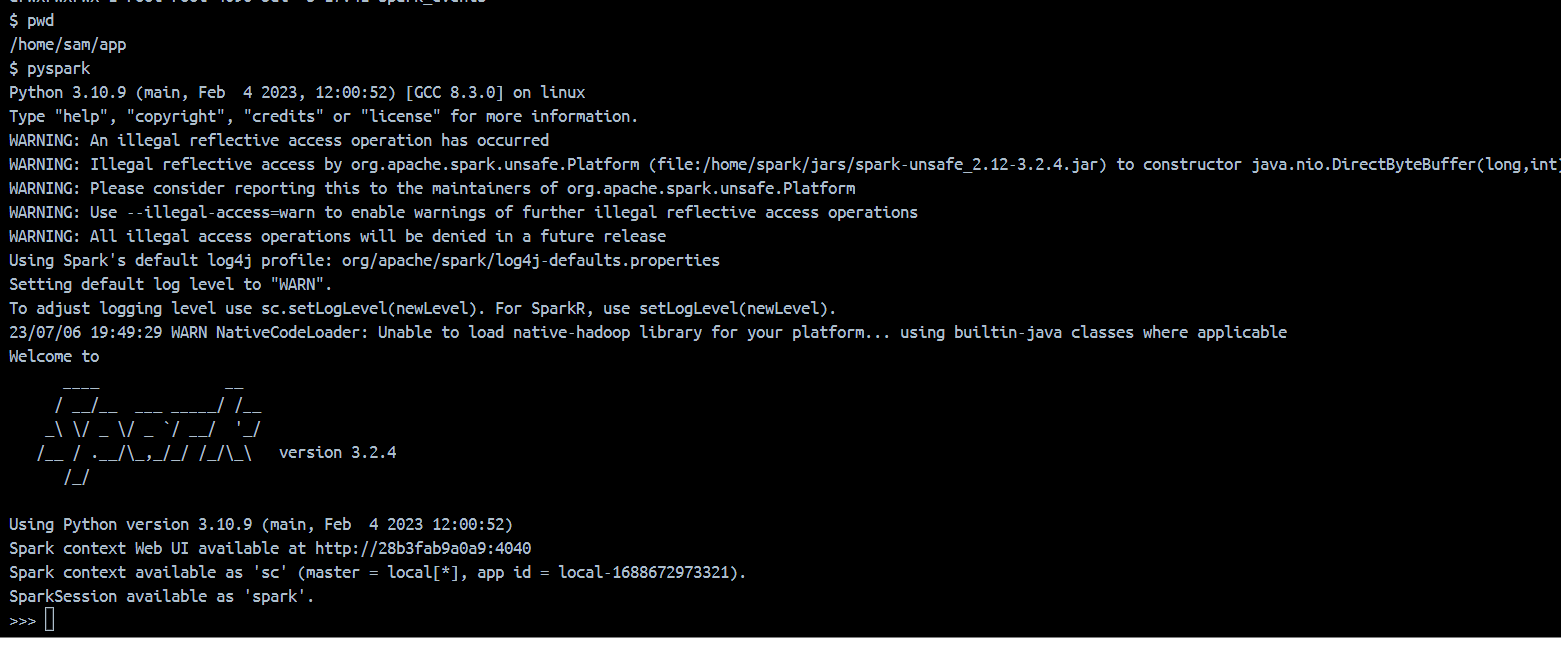 $ pwd
/home/sam/app
$ pyspark
Python 3.10.9 (main, Feb  4 2023, 12:00:52) [GCC 8.3.0] on linux
Type "help", "copyright", "credits" or "license" for more information.
WARNING: An illegal reflective access operation has occurred
WARNING: Illegal reflective access by org.apache.spark.unsafe.Platform (file:/home/spark/jars/spark-unsafe_2.12-3.2.4.jar) to constructor java.nio.DirectByteBuffer(long,int)
WARNING: Please consider reporting this to the maintainers of org.apache.spark.unsafe.Platform
WARNING: Use --illegal-access=warn to enable warnings of further illegal reflective access operations
WARNING: All illegal access operations will be denied in a future release
Using Spark's default log4j profile: org/apache/spark/log4j-defaults.properties
Setting default log level to "WARN".
To adjust logging level use sc.setLogLevel(newLevel). For SparkR, use setLogLevel(newLevel).
23/07/06 19:49:29 WARN NativeCodeLoader: Unable to load native-hadoop library for your platform... using builtin-java classes where applicable
Welcome to
      ____              __
     / __/__  ___ _____/ /__
    _\ \/ _ \/ _ `/ __/  '_/
   /__ / .__/\_,_/_/ /_/\_\   version 3.2.4
      /_/
Using Python version 3.10.9 (main, Feb  4 2023 12:00:52)
Spark context Web UI available at http://28b3fab9a0a9:4040
Spark context available as 'sc' (master = local[*], app id = local-1688672973321).
SparkSession available as 'spark'.
>>>